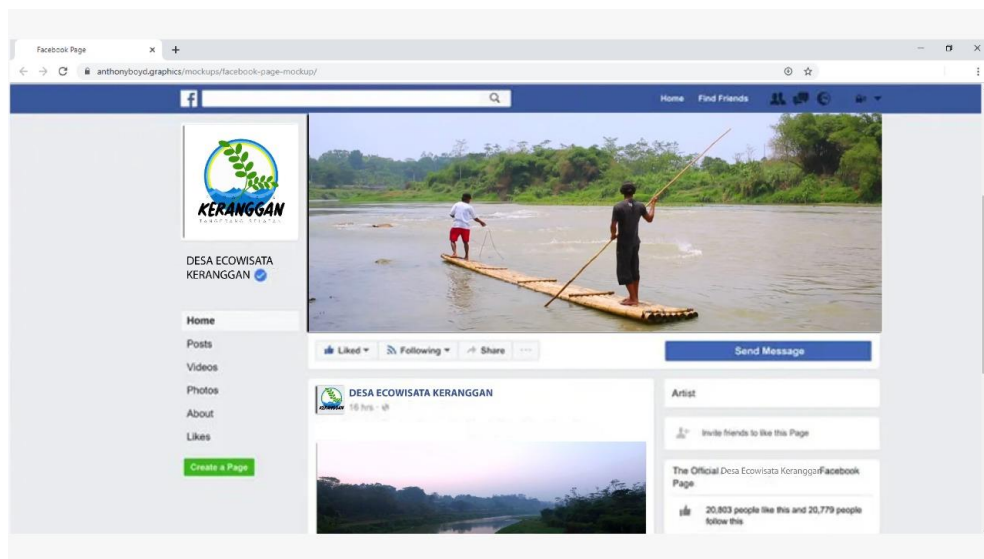 Facebook Page
anthonyboyd.graphics/mockups/facebook-page-mockup/
Home Find Friends
KERANGGAN
TANGERANG SELATAN
DESA ECOWISATA
KERANGGAN
Home
Posts
Videos
Photos
About
Likes
Create a Page
Liked Following Share
Send Message
DESA ECOWISATA KERANGGAN
16 hrs
Artist
Invite friends to like this Page
The Official Desa Ecowisata Keranggan Facebook
Page
20,803 people like this and 20,779 people
follow this